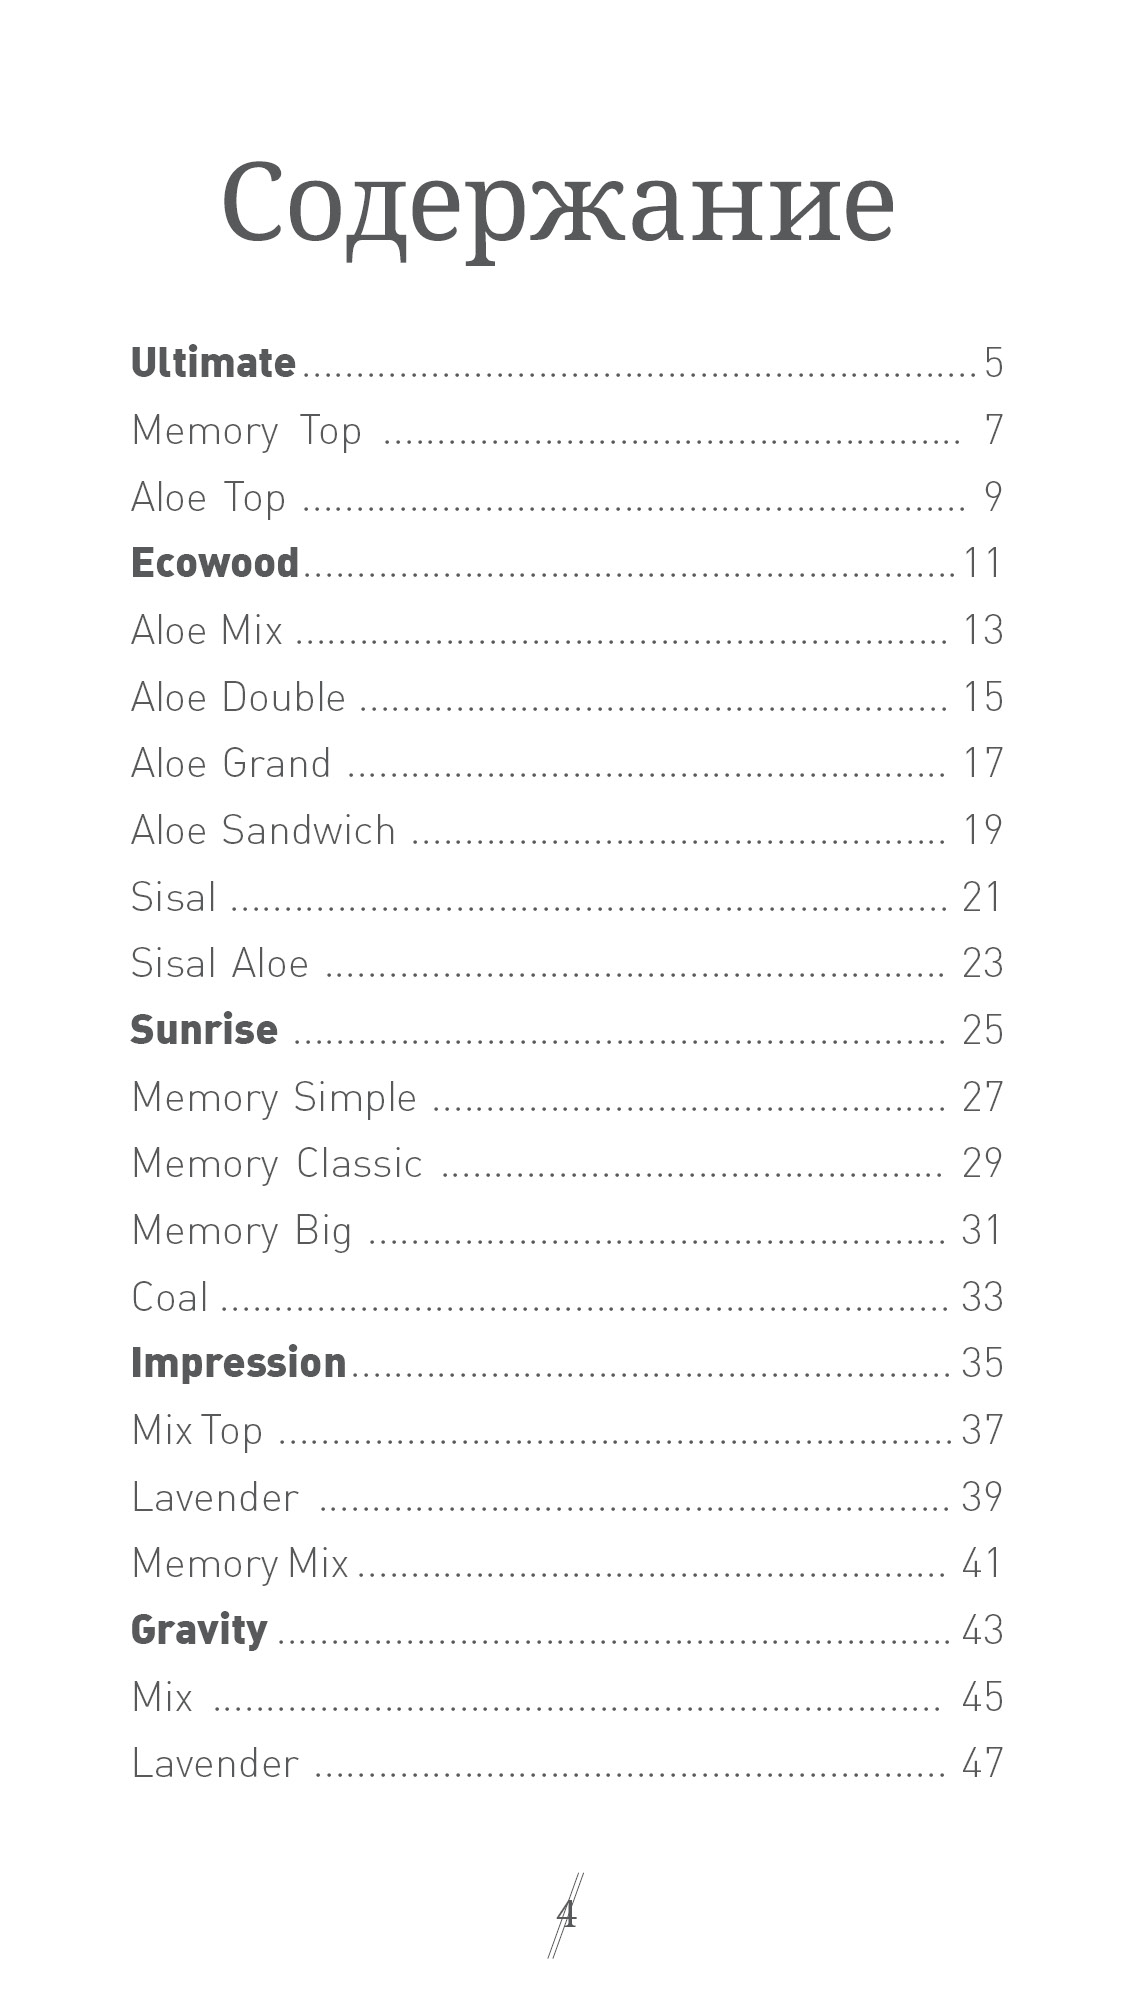 Содержание
Ultimate ............................................................... 5
Memory Top ...................................................... 7
Aloe Top .............................................................. 9
Ecowood ............................................................. 11
Aloe Mix ............................................................. 13
Aloe Double ....................................................... 15
Aloe Grand ........................................................ 17
Aloe Sandwich .................................................. 19
Sisal ................................................................... 21
Sisal Aloe .......................................................... 23
Sunrise ............................................................. 25
Memory Simple ................................................ 27
Memory Classic ............................................... 29
Memory Big ...................................................... 31
Coal .................................................................... 33
Impression ........................................................ 35
Mix Top ............................................................... 37
Lavender ........................................................... 39
Memory Mix ....................................................... 41
Gravity ............................................................... 43
Mix .................................................................... 45
Lavender ........................................................... 47
4